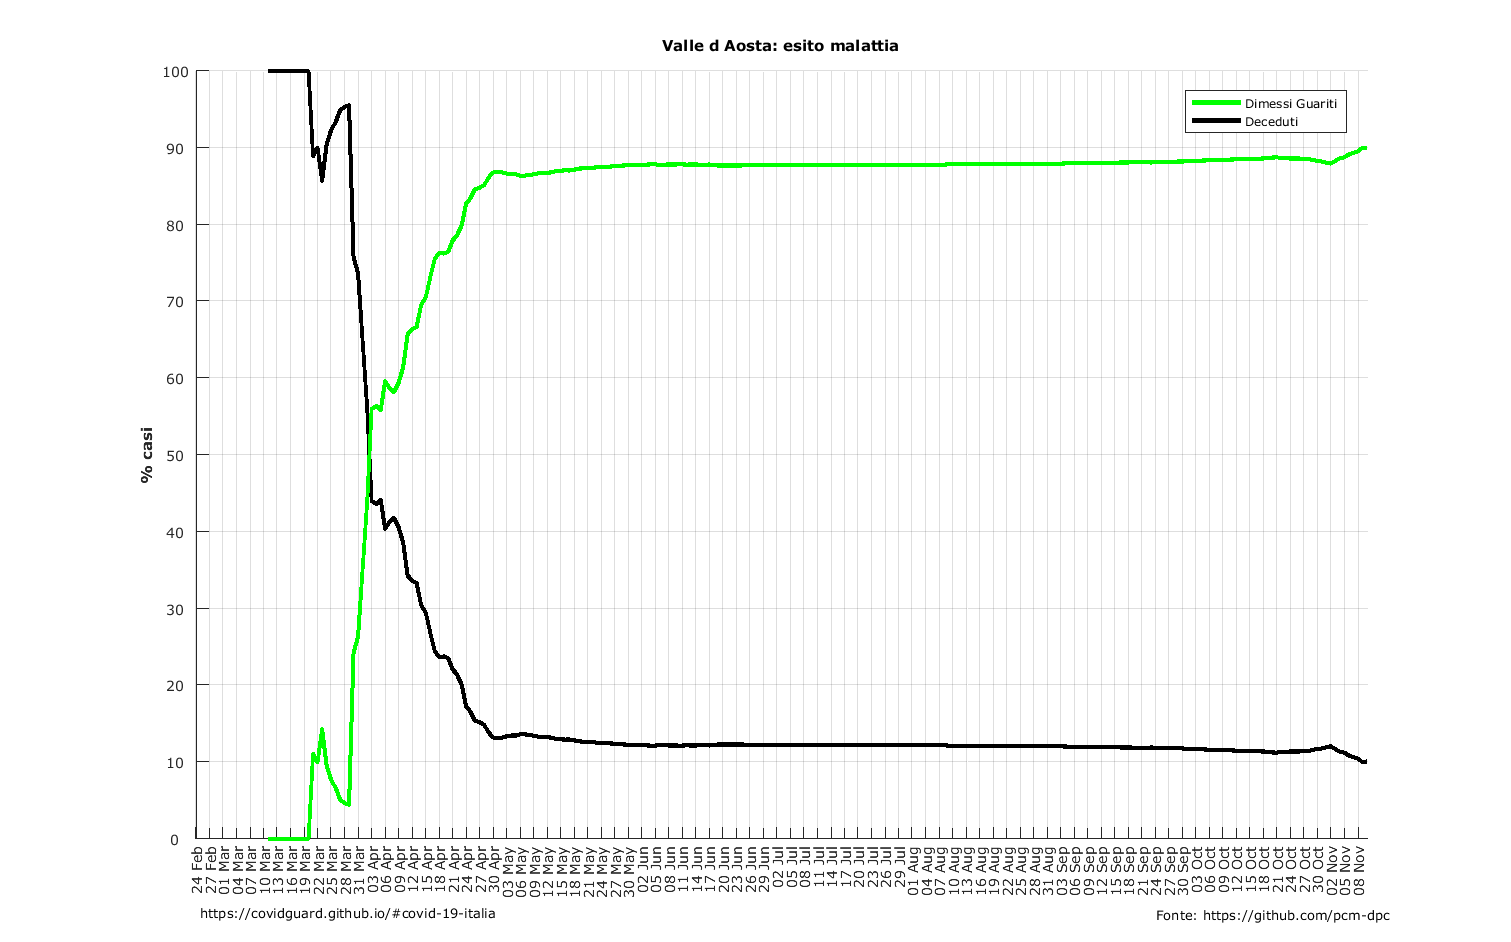 Valle d Aosta: esito malattia
Dimessi Guariti
Deceduti
% casi
100
90
80
70
60
50
40
30
20
10
0
24 Feb
27 Feb
01 Mar
04 Mar
07 Mar
10 Mar
13 Mar
16 Mar
19 Mar
22 Mar
25 Mar
28 Mar
31 Mar
03 Apr
06 Apr
09 Apr
12 Apr
15 Apr
18 Apr
21 Apr
24 Apr
27 Apr
30 Apr
03 May
06 May
09 May
12 May
15 May
18 May
21 May
24 May
27 May
30 May
02 Jun
05 Jun
08 Jun
11 Jun
14 Jun
17 Jun
20 Jun
23 Jun
26 Jun
29 Jun
02 Jul
05 Jul
08 Jul
11 Jul
14 Jul
17 Jul
20 Jul
23 Jul
26 Jul
29 Jul
01 Aug
04 Aug
07 Aug
10 Aug
13 Aug
16 Aug
19 Aug
22 Aug
25 Aug
28 Aug
31 Aug
03 Sep
06 Sep
09 Sep
12 Sep
15 Sep
18 Sep
21 Sep
24 Sep
27 Sep
30 Sep
03 Oct
06 Oct
09 Oct
12 Oct
15 Oct
18 Oct
21 Oct
24 Oct
27 Oct
30 Oct
02 Nov
05 Nov
08 Nov
https://covidguard.github.io/#covid-19-italia
Fonte: https://github.com/pcm-dpc